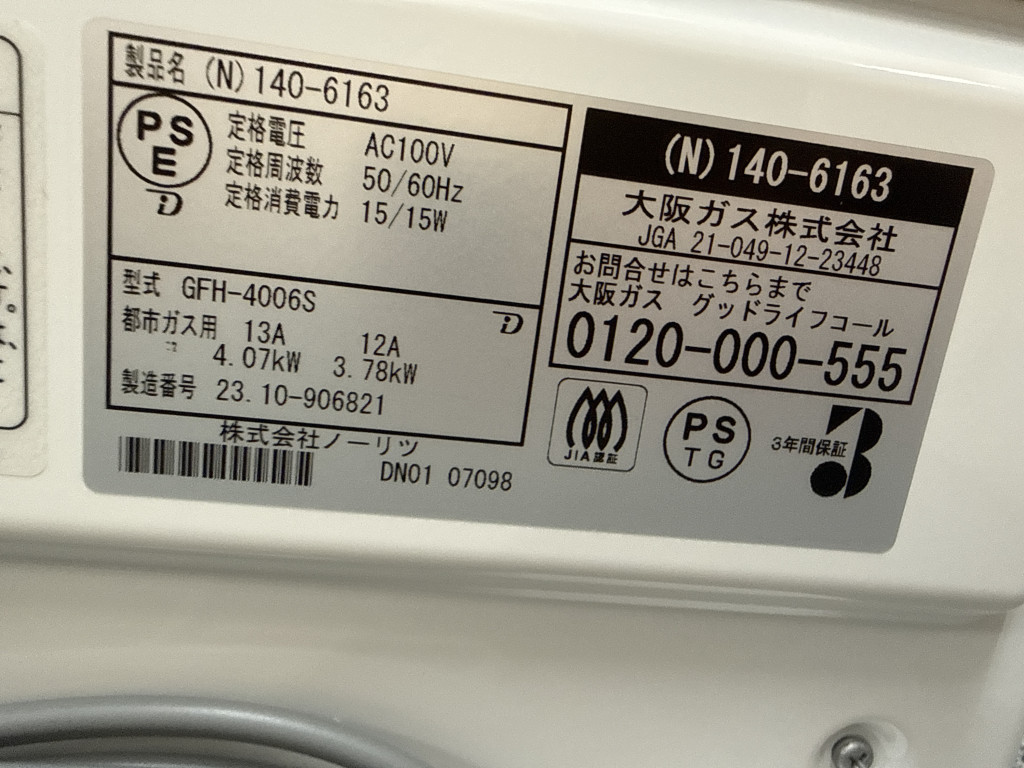 製品名 (N)140-6163
PS
E
定格電圧 AC100V
定格周波数 50/60Hz
定格消費電力 15/15W
型式 GFH-4006S
都市ガス用 13A 12A
4.07kW 3.78kW
製造番号 23.10-906821
株式会社ノーリツ
DN01 07098
(N)140-6163
大阪ガス株式会社
JGA 21-049-12-23448
お問合せはこちらまで
大阪ガス グッドライフコール
0120-000-555
JIA認証
PS
TG
3年間保証